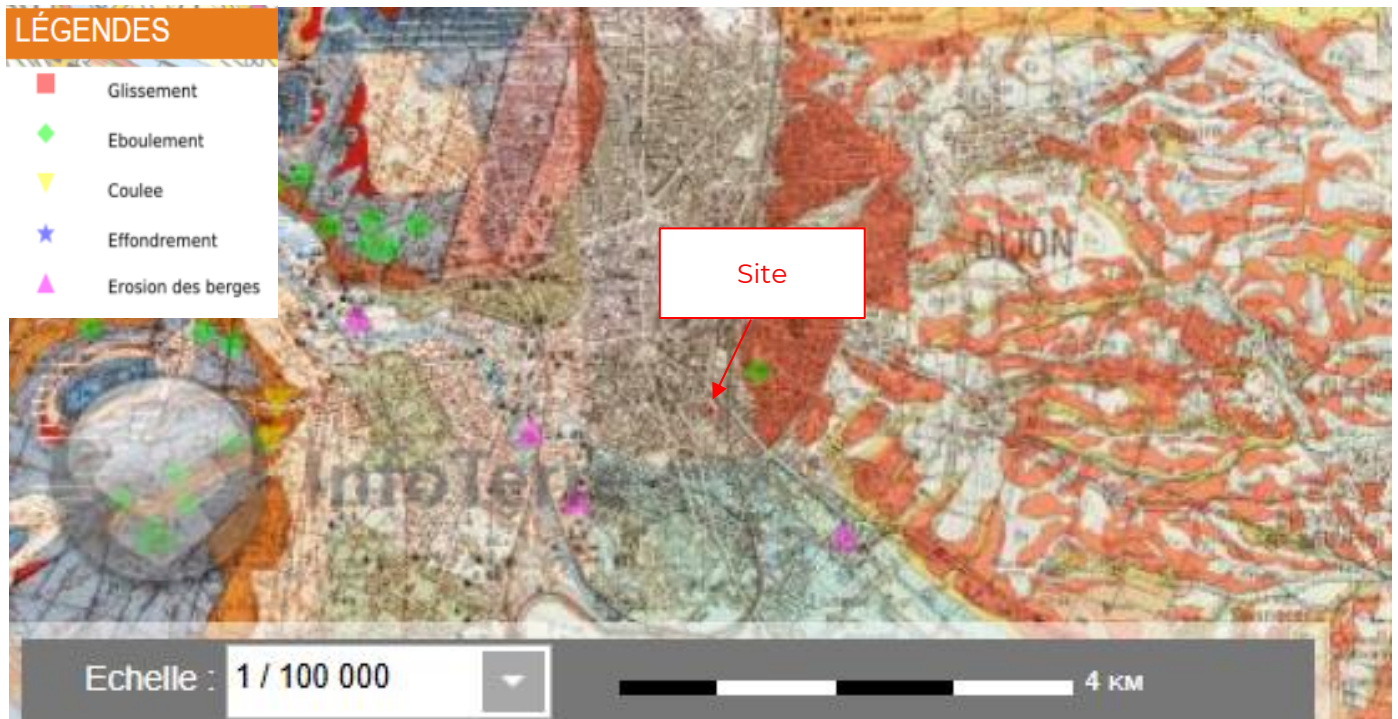 LÉGENDES
Glissement
Eboulement
Coulee
Effondrement
Erosion des berges
DIJON
Site
InfoTerre
Echelle : 1 / 100 000
4 KM